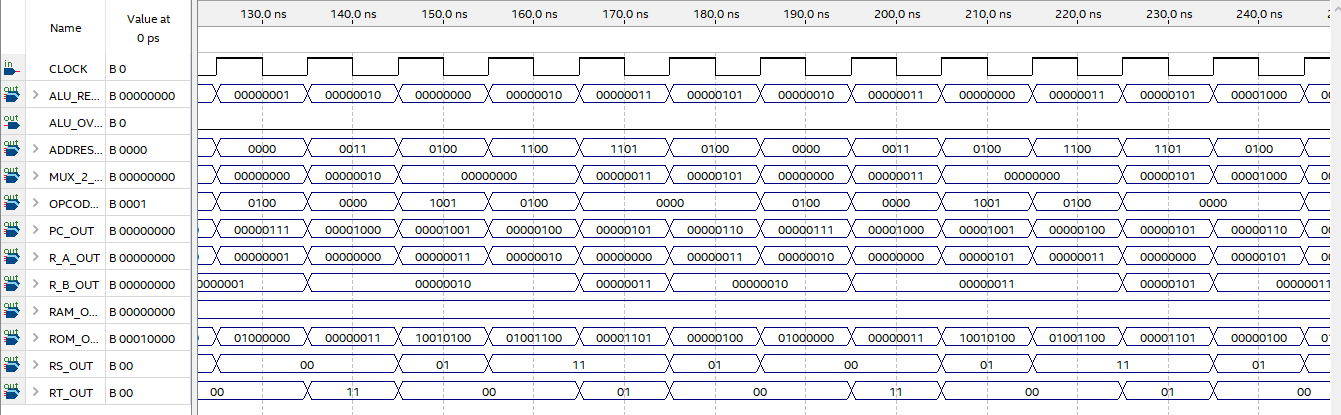 Name Value at 0 ps 130.0 ns 140.0 ns 150.0 ns 160.0 ns 170.0 ns 180.0 ns 190.0 ns 200.0 ns 210.0 ns 220.0 ns 230.0 ns 240.0 ns
in CLOCK B 0
out > ALU_RE... B 00000000 00000001 00000010 00000000 00000010 00000011 00000101 00000010 00000011 00000000 00000011 00000101 00001000 00
out ALU_OV... B 0
out > ADDRES... B 0000 0000 0011 0100 1100 1101 0100 0000 0011 0100 1100 1101 0100
out > MUX_2_... B 00000000 00000000 00000010 00000000 00000011 00000101 00000000 00000011 00000000 00000101 00001000 00
out > OPCOD... B 0001 0100 0000 1001 0100 0000 0100 0000 1001 0100 0000
out > PC_OUT B 00000000 00000111 00001000 00001001 00000100 00000101 00000110 00000111 00001000 00001001 00000100 00000101 00000110 00
out > R_A_OUT B 00000000 00000001 00000000 00000011 00000010 00000000 00000011 00000010 00000000 00000101 00000011 00000000 00000101 00
out > R_B_OUT B 00000000 0000001 00000010 00000011 00000010 00000011 00000101 00000011
out > RAM_O... B 00000000
out > ROM_O... B 00010000 01000000 00000011 10010100 01001100 00001101 00000100 01000000 00000011 10010100 01001100 00001101 00000100 01
out > RS_OUT B 00 00 01 11 01 00 01 11 01
out > RT_OUT B 00 00 11 00 01 00 11 00 01 00